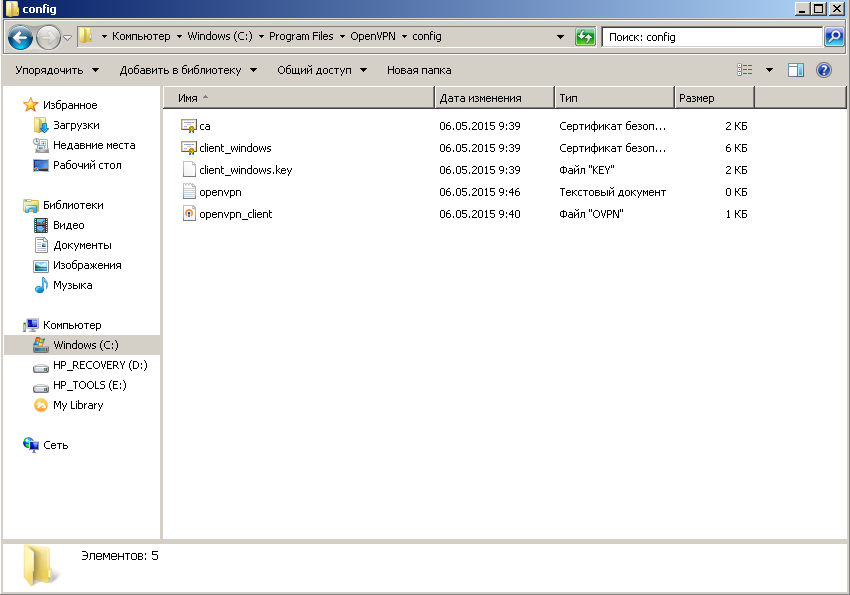 config
Компьютер Windows (C:) Program Files OpenVPN config
Поиск: config
Упорядочить Добавить в библиотеку Общий доступ Новая папка
Избранное
Загрузки
Недавние места
Рабочий стол
Библиотеки
Видео
Документы
Изображения
Музыка
Компьютер
Windows (C:)
HP_RECOVERY (D:)
HP_TOOLS (E:)
My Library
Сеть
Имя Дата изменения Тип Размер
ca 06.05.2015 9:39 Сертификат безоп... 2 КБ
client_windows 06.05.2015 9:39 Сертификат безоп... 6 КБ
client_windows.key 06.05.2015 9:39 Файл "KEY" 2 КБ
openvpn 06.05.2015 9:46 Текстовый документ 0 КБ
openvpn_client 06.05.2015 9:40 Файл "OVPN" 1 КБ
Элементов: 5